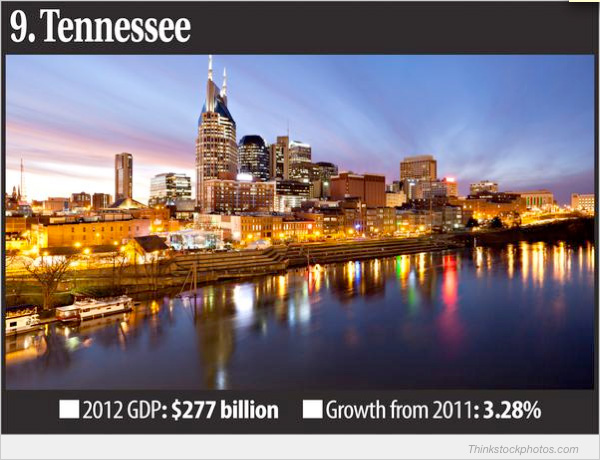 9. Tennessee
2012 GDP: $277 billion Growth from 2011: 3.28%
Thinkstockphotos.com